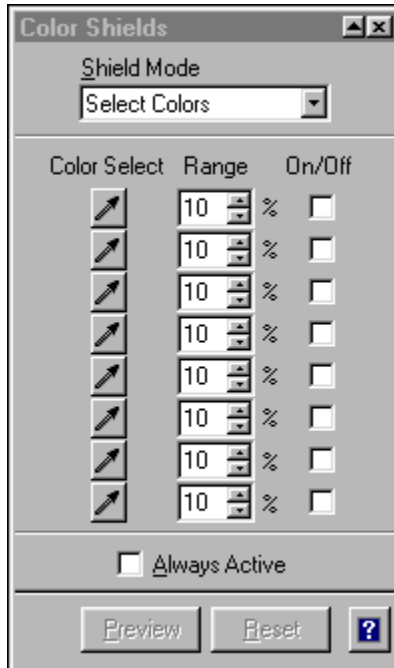 Color Shields
Shield Mode
Select Colors
Color Select Range On/Off
10 %
10 %
10 %
10 %
10 %
10 %
10 %
10 %
Always Active
Preview Reset ?